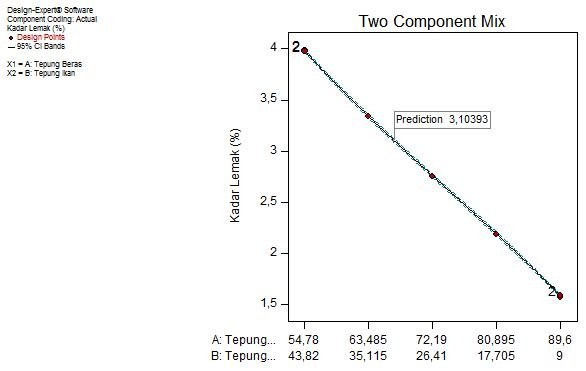 Design-Expert® Software
Component Coding: Actual
Kadar Lemak (%)
Design Points
95% CI Bands
X1 = A: Tepung Beras
X2 = B: Tepung Ikan
Two Component Mix
Kadar Lemak (%)
4
3,5
3
2,5
2
1,5
2
Prediction 3,10393
2
A: Tepung... 54,78 63,485 72,19 80,895 89,6
B: Tepung... 43,82 35,115 26,41 17,705 9